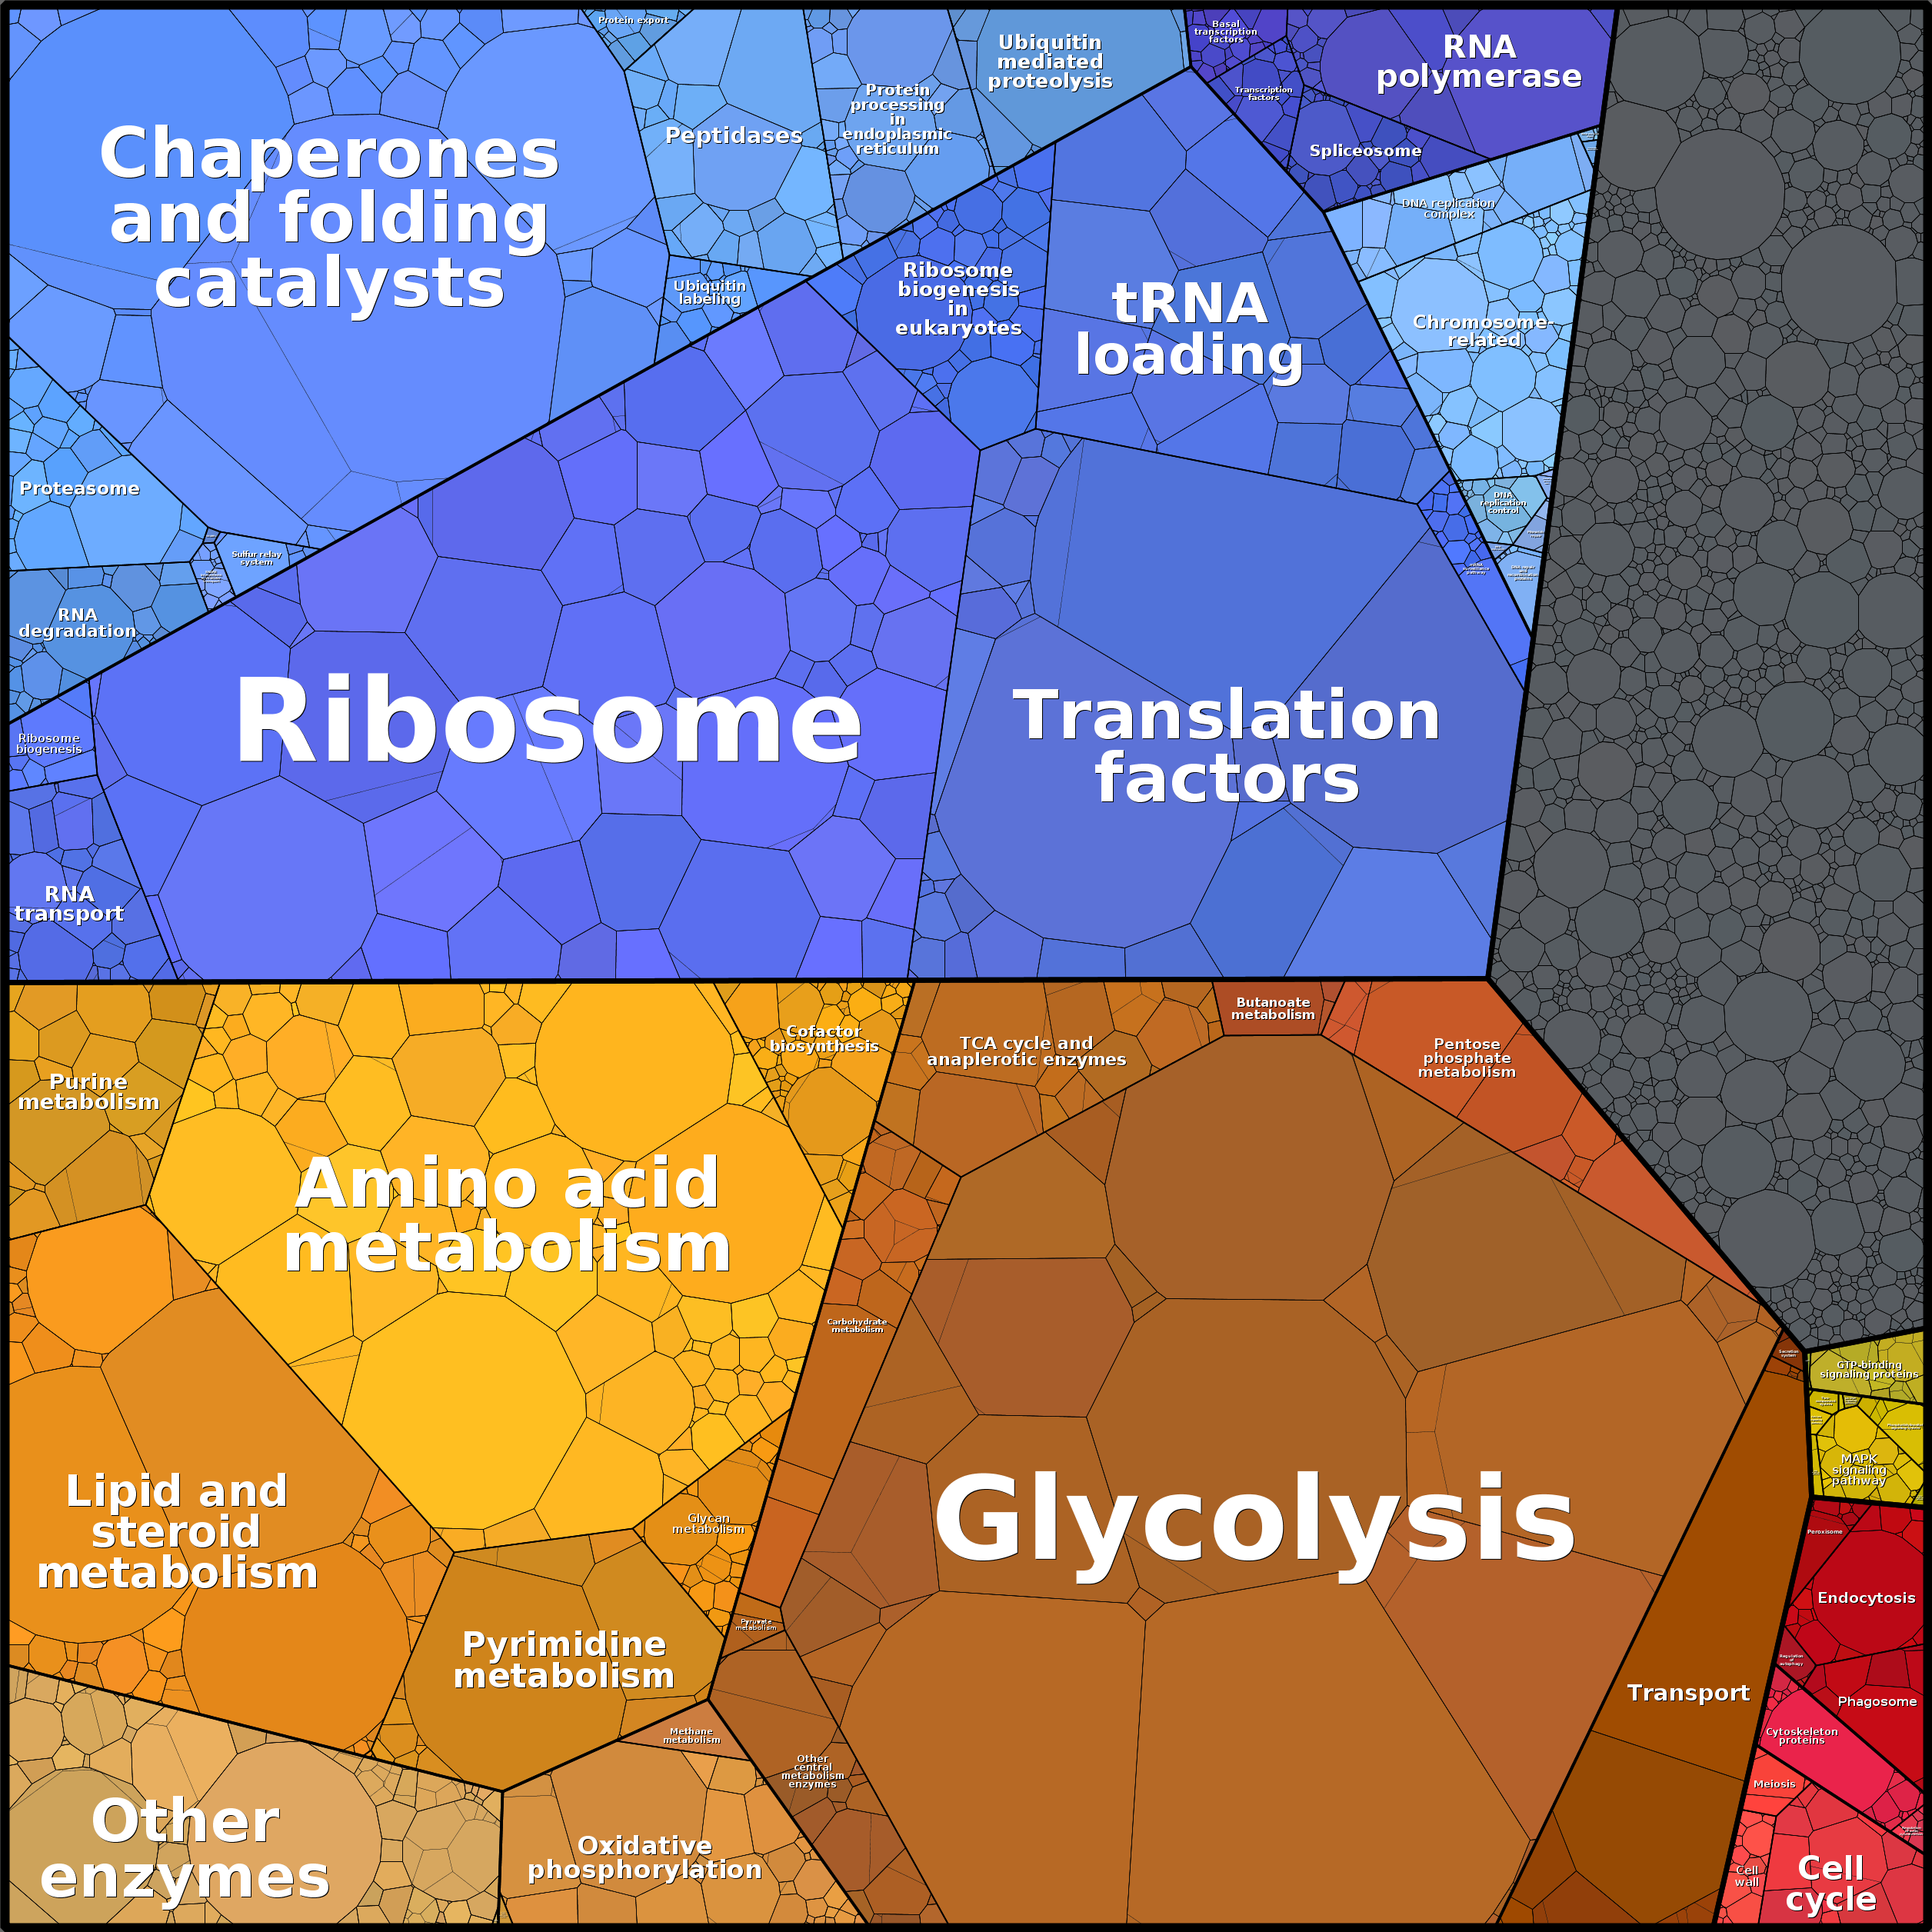 Protein export
Chaperones
and folding
catalysts
Peptidases
Protein
processing
in
endoplasmic
reticulum
Ubiquitin
mediated
proteolysis
Basal
transcription
factors
Transcription
factors
RNA
polymerase
Spliceosome
DNA replication
complex
Chromosome-
related
Ubiquitin
labeling
Ribosome
biogenesis
in
eukaryotes
tRNA
loading
Proteasome
DNA
replication
control
Sulfur relay
system
RNA
degradation
Ribosome
biogenesis
Ribosome
Translation
factors
RNA
transport
Purine
metabolism
Amino acid
metabolism
Cofactor
biosynthesis
TCA cycle and
anaplerotic enzymes
Butanoate
metabolism
Pentose
phosphate
metabolism
Carbohydrate
metabolism
Secretion
system
GTP-binding
signaling proteins
MAPK
signaling
pathway
Lipid and
steroid
metabolism
Glycan
metabolism
Glycolysis
Peroxisome
Endocytosis
Pyruvate
metabolism
Pyrimidine
metabolism
Regulation
of
autophagy
Transport
Phagosome
Cytoskeleton
proteins
Methane
metabolism
Other
central
metabolism
enzymes
Meiosis
Other
enzymes
Oxidative
phosphorylation
Cell
wall
Cell
cycle